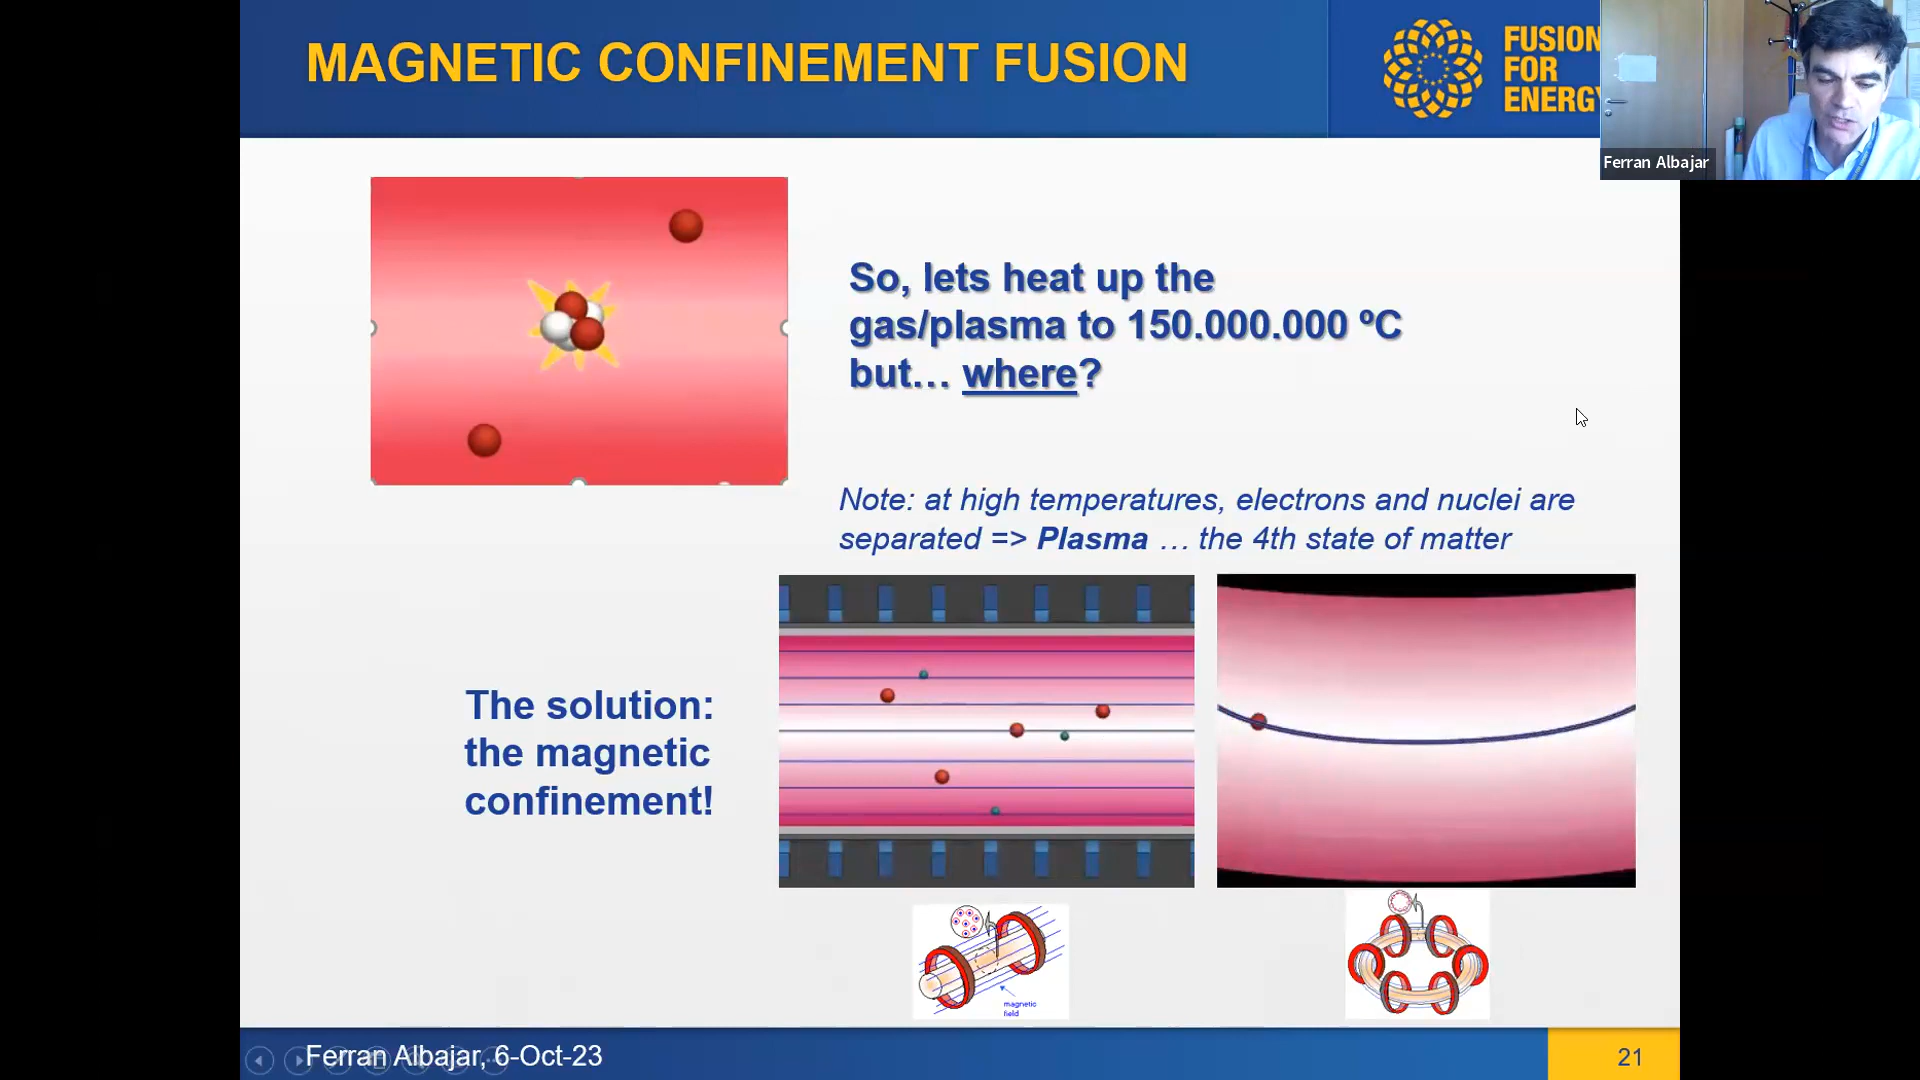 MAGNETIC CONFINEMENT FUSION
FUSION
FOR
ENERGY
Ferran Albajar
So, lets heat up the
gas/plasma to 150.000.000 ºC
but… where?
Note: at high temperatures, electrons and nuclei are
separated => Plasma … the 4th state of matter
The solution:
the magnetic
confinement!
magnetic
field
Ferran Albajar, 6-Oct-23
21